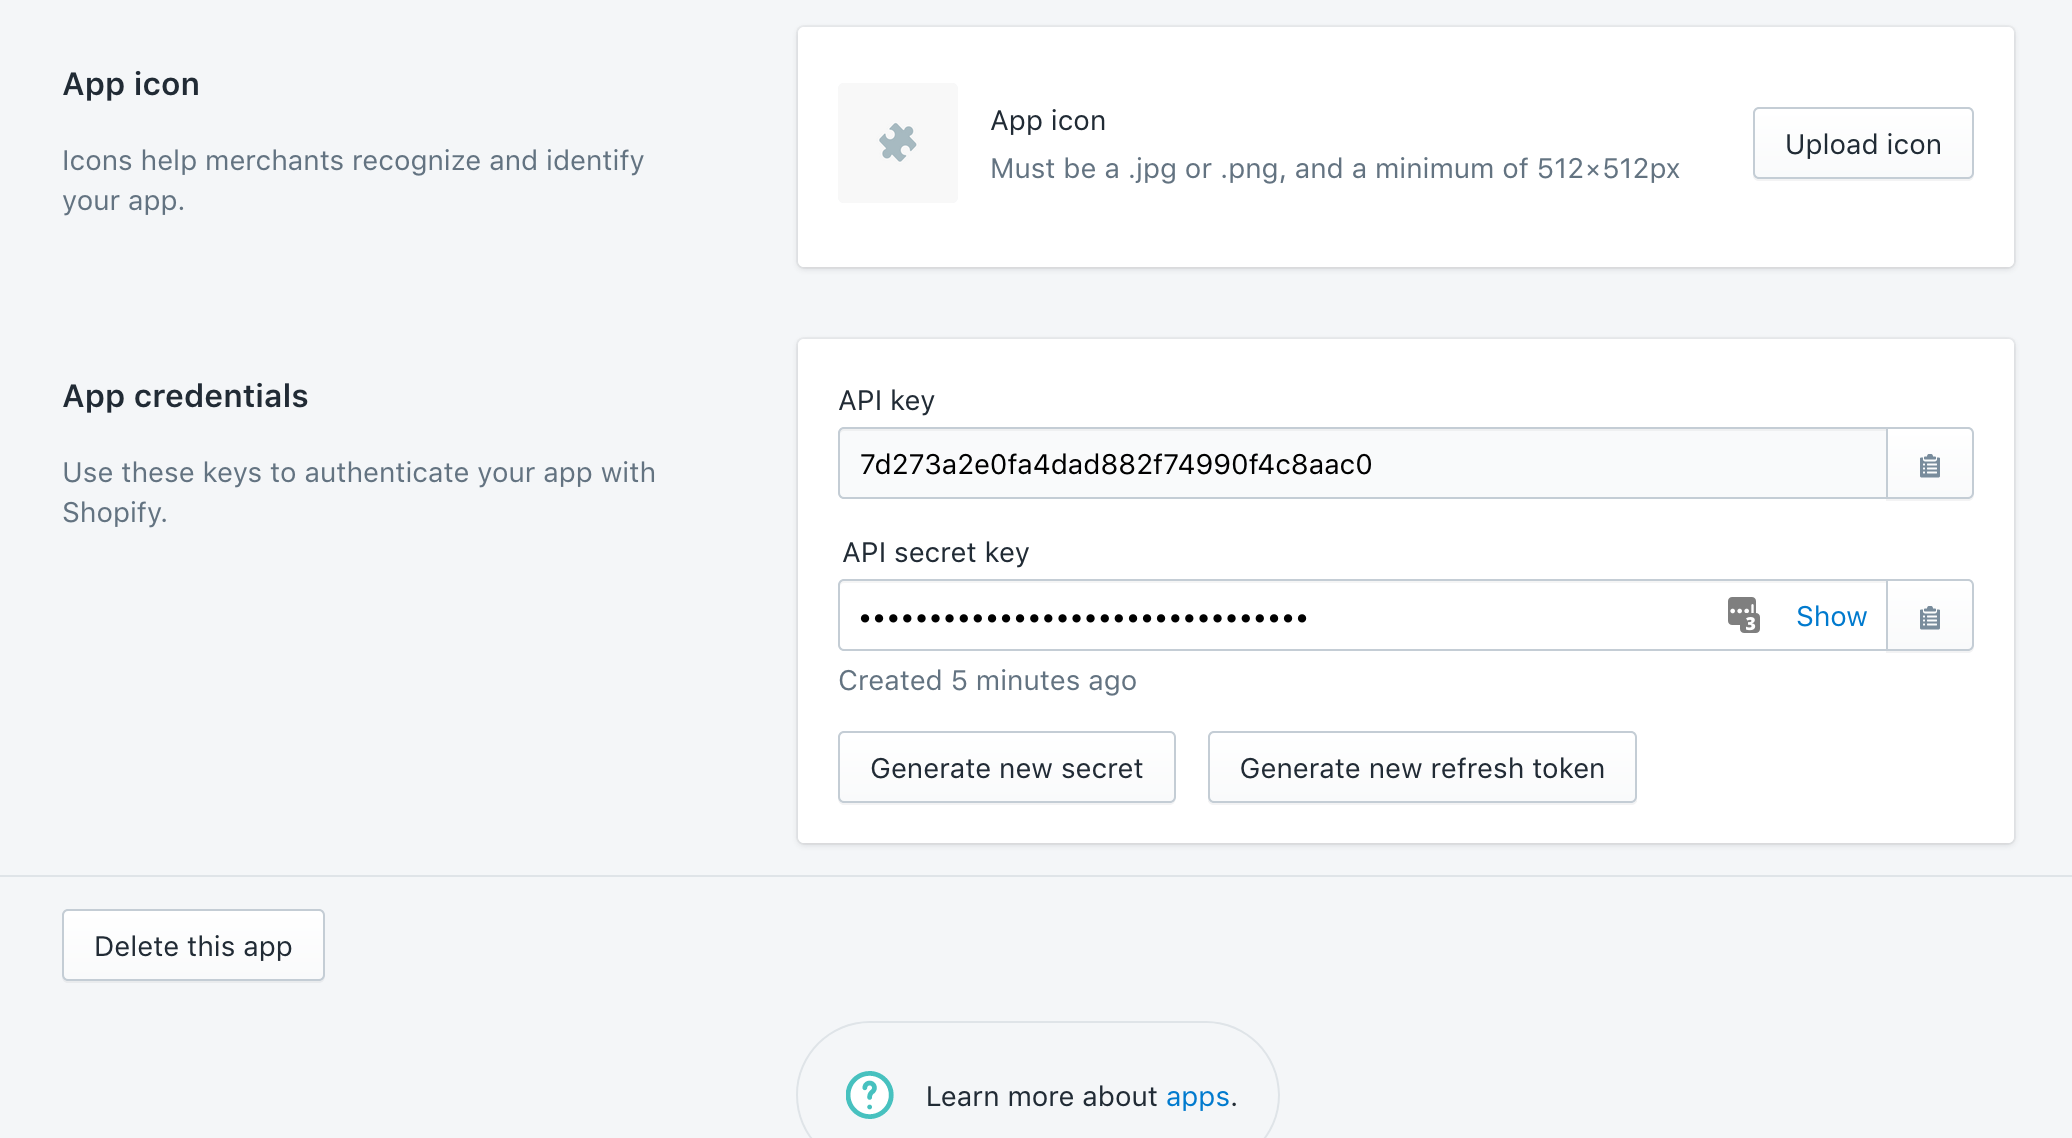 App icon
Icons help merchants recognize and identify
your app.
App icon
Must be a .jpg or .png, and a minimum of 512×512px
Upload icon
App credentials
Use these keys to authenticate your app with
Shopify.
API key
7d273a2e0fa4dad882f74990f4c8aac0
API secret key
••••••••••••••••••••••••••••••••
3
Show
Created 5 minutes ago
Generate new secret
Generate new refresh token
Delete this app
Learn more about apps.